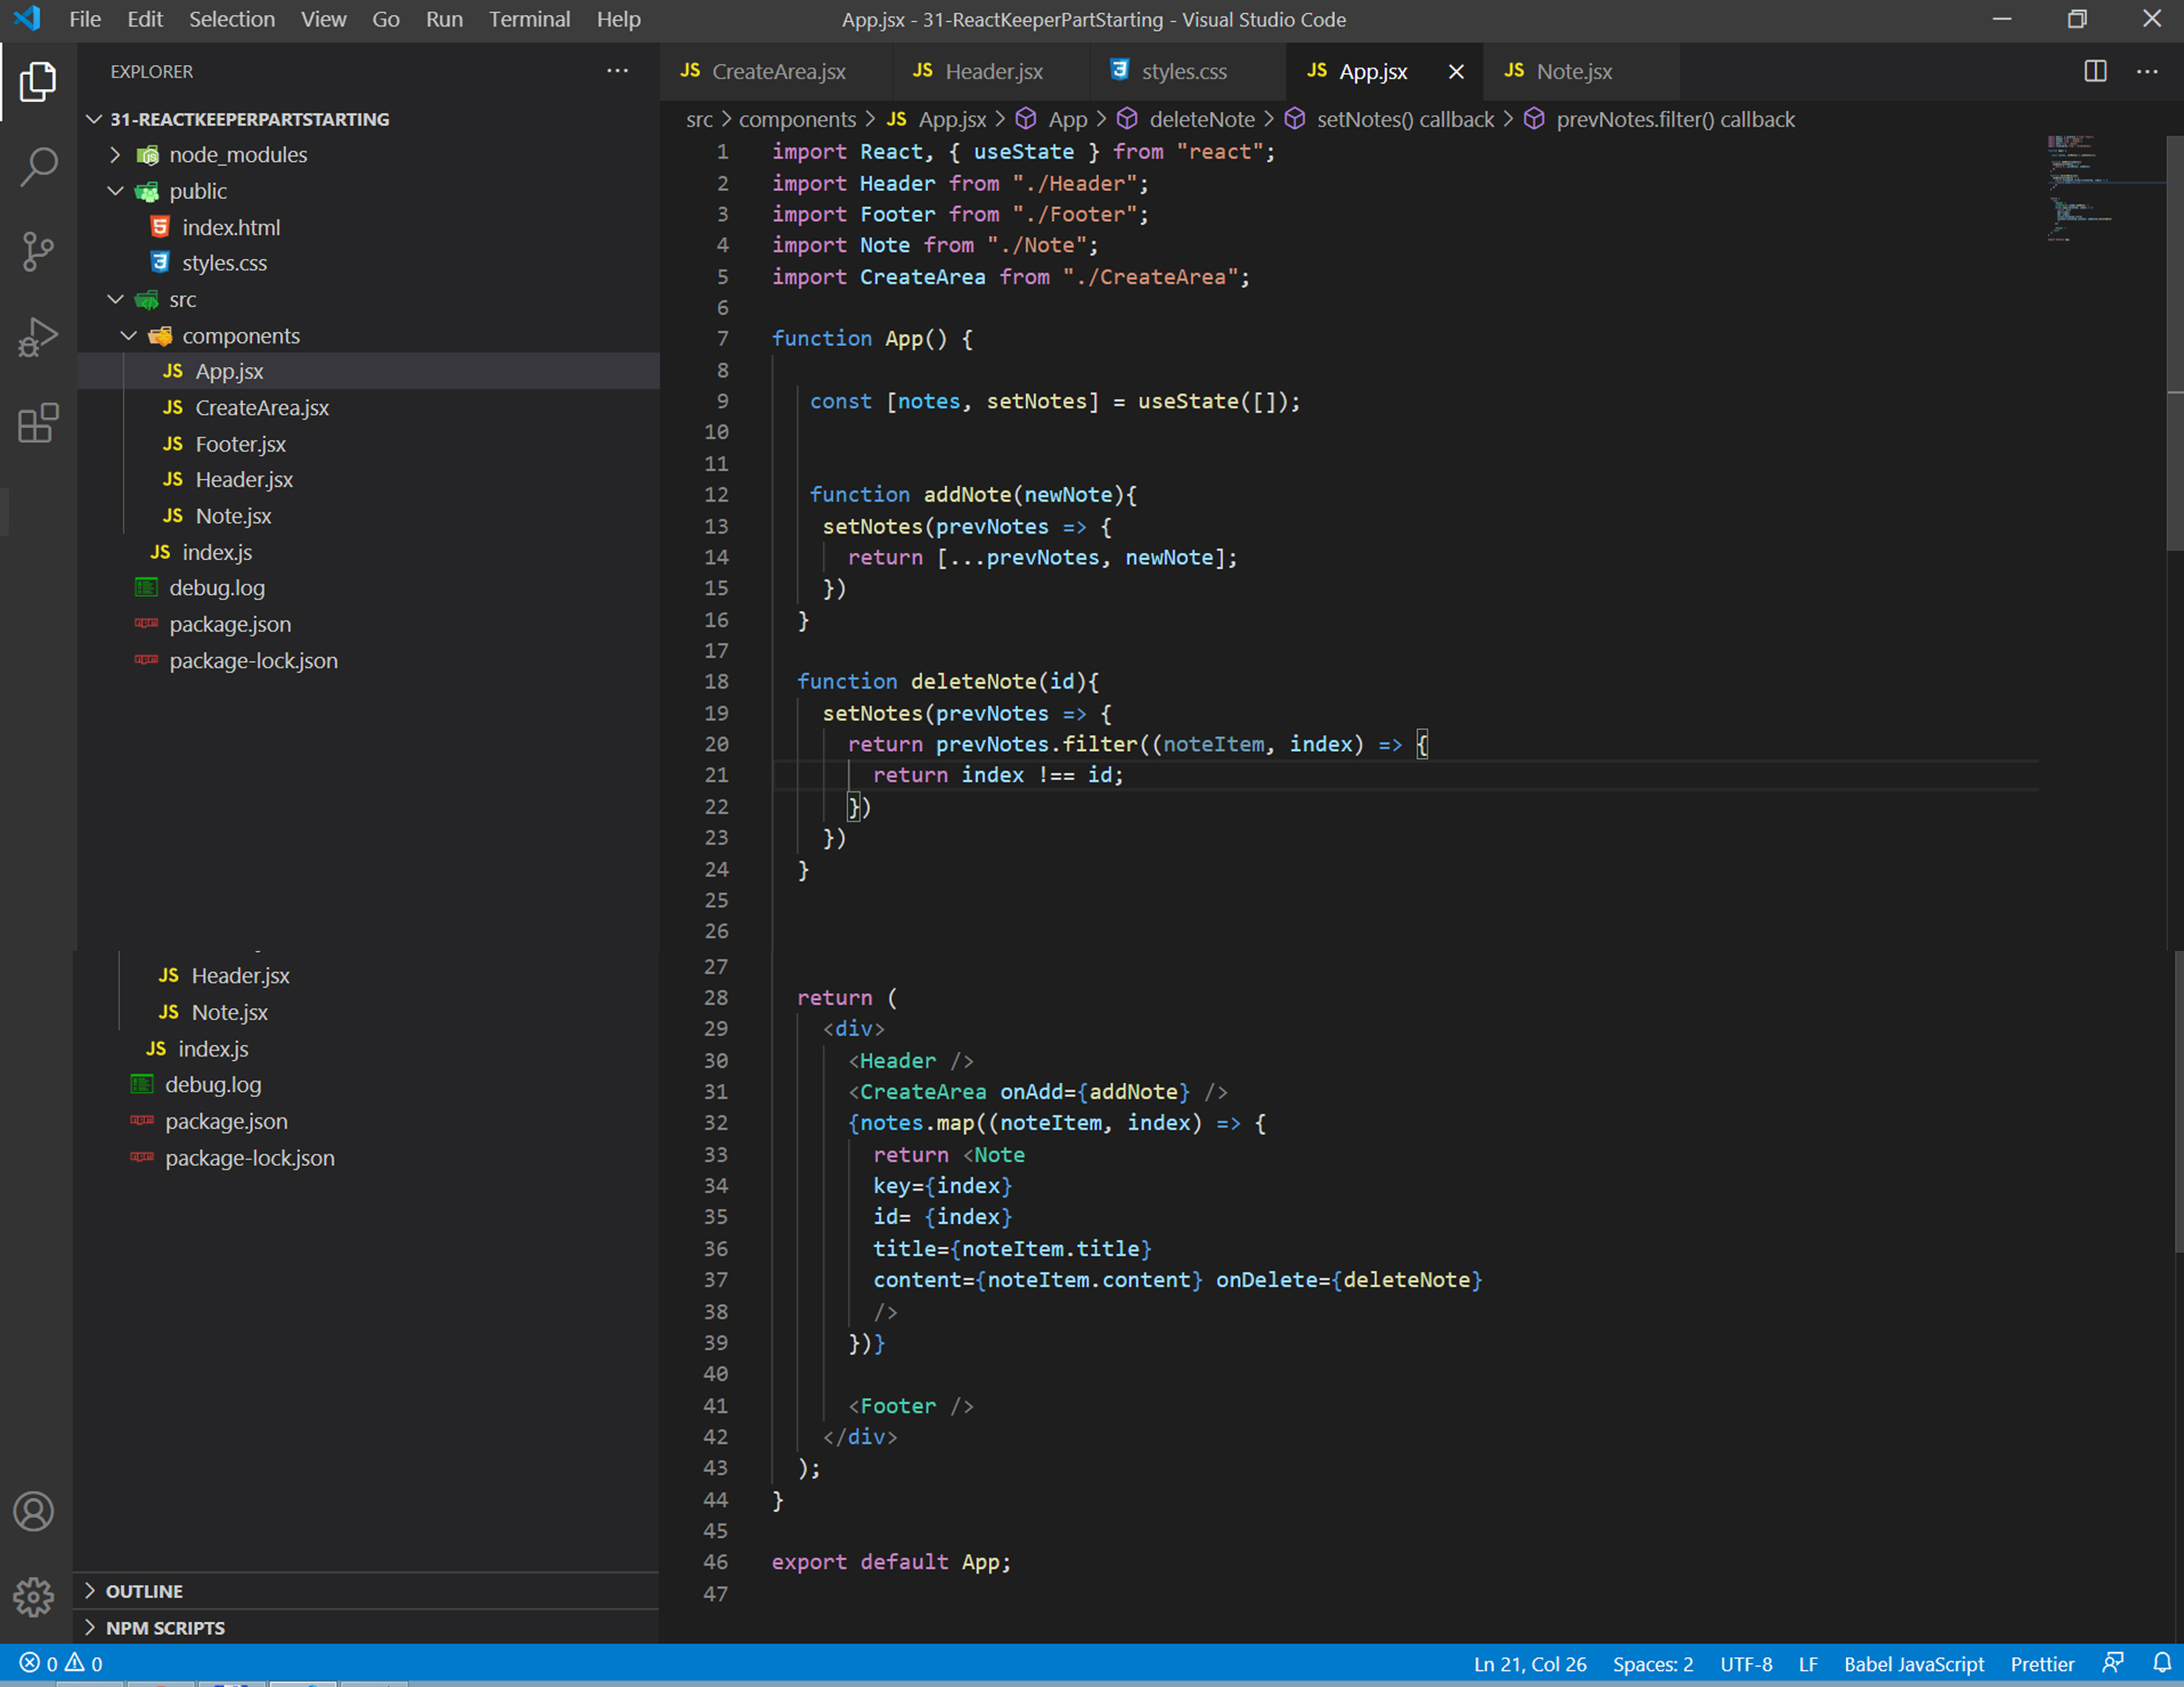 File Edit Selection View Go Run Terminal Help App.jsx - 31-ReactKeeperPartStarting - Visual Studio Code
EXPLORER
31-REACTKEEPERPARTSTARTING
node_modules
public
index.html
styles.css
src
components
JS App.jsx
JS CreateArea.jsx
JS Footer.jsx
JS Header.jsx
JS Note.jsx
JS index.js
debug.log
package.json
package-lock.json
JS Header.jsx
JS Note.jsx
JS index.js
debug.log
package.json
package-lock.json
OUTLINE
NPM SCRIPTS
JS CreateArea.jsx JS Header.jsx styles.css JS App.jsx JS Note.jsx
src > components > JS App.jsx > App > deleteNote > setNotes() callback > prevNotes.filter() callback
1 import React, { useState } from "react";
2 import Header from "./Header";
3 import Footer from "./Footer";
4 import Note from "./Note";
5 import CreateArea from "./CreateArea";
6
7 function App() {
8
9 const [notes, setNotes] = useState([]);
10
11
12 function addNote(newNote){
13 setNotes(prevNotes => {
14 return [...prevNotes, newNote];
15 })
16 }
17
18 function deleteNote(id){
19 setNotes(prevNotes => {
20 return prevNotes.filter((noteItem, index) => {
21 return index !== id;
22 })
23 })
24 }
25
26
27
28 return (
29 <div>
30 <Header />
31 <CreateArea onAdd={addNote} />
32 {notes.map((noteItem, index) => {
33 return <Note
34 key={index}
35 id= {index}
36 title={noteItem.title}
37 content={noteItem.content} onDelete={deleteNote}
38 />
39 })}
40
41 <Footer />
42 </div>
43 );
44 }
45
46 export default App;
47
0 0 Ln 21, Col 26 Spaces: 2 UTF-8 LF Babel JavaScript Prettier